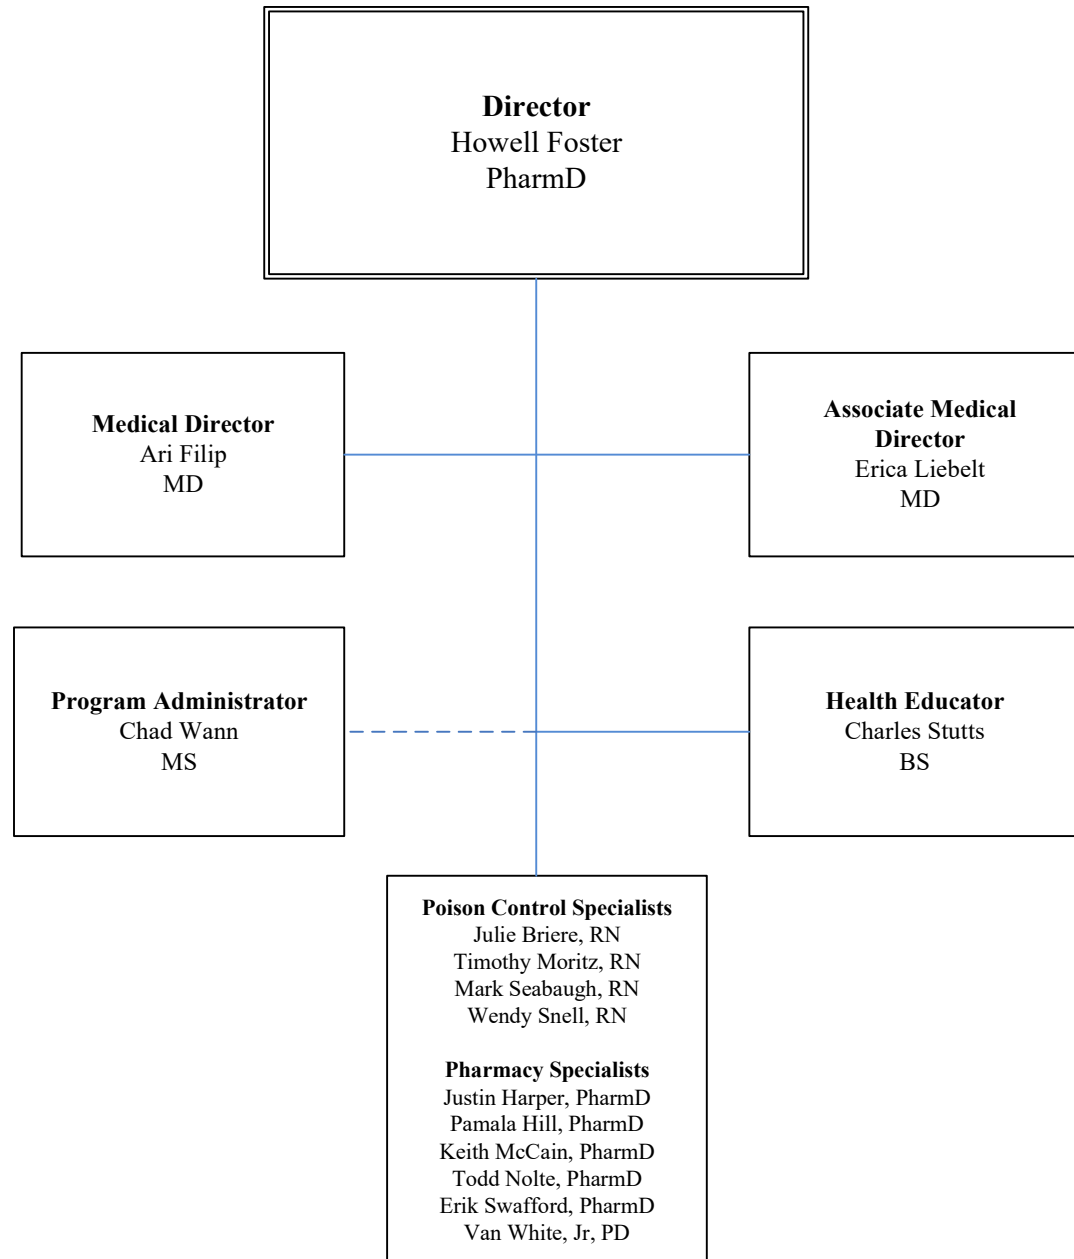 Director
Howell Foster
PharmD
Medical Director
Ari Filip
MD
Associate Medical
Director
Erica Liebelt
MD
Program Administrator
Chad Wann
MS
Health Educator
Charles Stutts
BS
Poison Control Specialists
Julie Briere, RN
Timothy Moritz, RN
Mark Seabaugh, RN
Wendy Snell, RN
Pharmacy Specialists
Justin Harper, PharmD
Pamala Hill, PharmD
Keith McCain, PharmD
Todd Nolte, PharmD
Erik Swafford, PharmD
Van White, Jr, PD